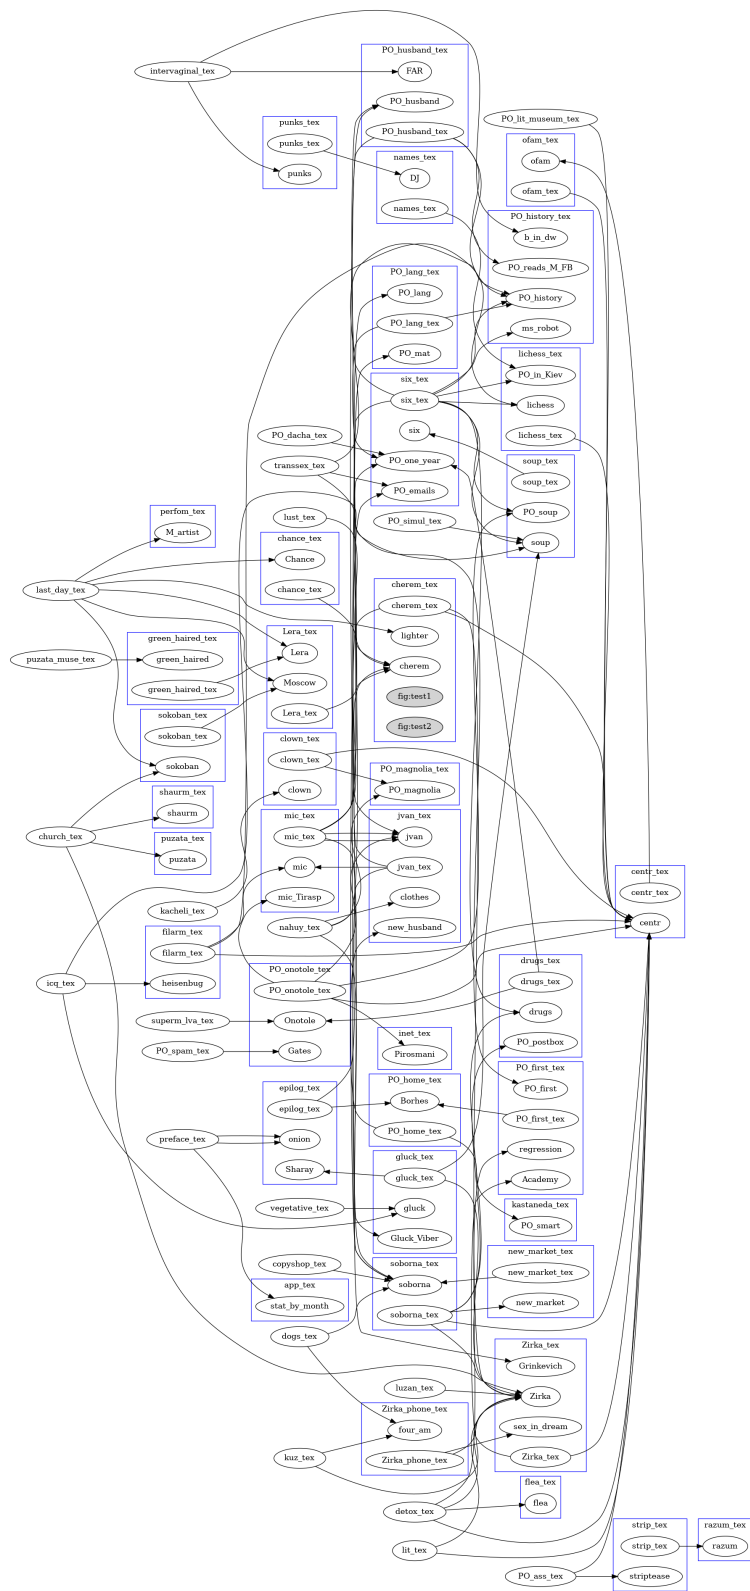 intervaginal_tex
PO_husband_tex
FAR
PO_husband
PO_husband_tex
PO_lit_museum_tex
punks_tex
punks_tex
punks
names_tex
DJ
names_tex
ofam_tex
ofam
ofam_tex
PO_history_tex
b_in_dw
PO_reads_M_FB
PO_history
ms_robot
PO_lang_tex
PO_lang
PO_lang_tex
PO_mat
lichess_tex
PO_in_Kiev
lichess
lichess_tex
six_tex
six_tex
six
PO_one_year
PO_emails
PO_dacha_tex
transsex_tex
soup_tex
soup_tex
PO_soup
soup
lust_tex
PO_simul_tex
perfom_tex
M_artist
chance_tex
Chance
chance_tex
last_day_tex
cherem_tex
cherem_tex
lighter
cherem
fig:test1
fig:test2
puzata_muse_tex
green_haired_tex
green_haired
green_haired_tex
Lera_tex
Lera
Moscow
Lera_tex
sokoban_tex
sokoban_tex
sokoban
clown_tex
clown_tex
clown
PO_magnolia_tex
PO_magnolia
shaurm_tex
shaurm
church_tex
puzata_tex
puzata
mic_tex
mic_tex
mic
mic_Tirasp
jvan_tex
jvan
jvan_tex
clothes
new_husband
centr_tex
centr_tex
centr
kacheli_tex
nahuy_tex
filarm_tex
filarm_tex
heisenbug
icq_tex
PO_onotole_tex
PO_onotole_tex
Onotole
Gates
drugs_tex
drugs_tex
drugs
PO_postbox
superm_lva_tex
PO_spam_tex
inet_tex
Pirosmani
PO_home_tex
Borhes
PO_home_tex
PO_first_tex
PO_first
PO_first_tex
regression
Academy
epilog_tex
epilog_tex
onion
Sharay
preface_tex
gluck_tex
gluck_tex
gluck
Gluck_Viber
vegetative_tex
kastaneda_tex
PO_smart
copyshop_tex
soborna_tex
soborna
soborna_tex
new_market_tex
new_market_tex
new_market
app_tex
stat_by_month
dogs_tex
Zirka_tex
Grinkevich
Zirka
sex_in_dream
Zirka_tex
luzan_tex
Zirka_phone_tex
four_am
Zirka_phone_tex
kuz_tex
flea_tex
flea
detox_tex
lit_tex
PO_ass_tex
strip_tex
strip_tex
striptease
razum_tex
razum